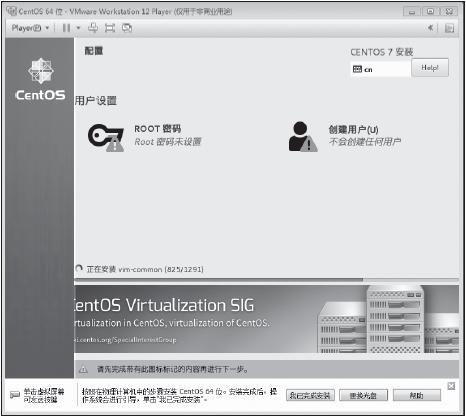 CentOS 64 位 - VMware Workstation 12 Player (仅用于非商业用途)
Player(P)
配置
CENTOS 7 安装
cn
Help!
CentOS
用户设置
ROOT 密码
Root 密码未设置
创建用户(U)
不会创建任何用户
正在安装 vim-common (825/1291)
entOS Virtualization SIG
rtualization in CentOS, virtualization of CentOS.
ki.centos.org/SpecialInterestGroup
请先完成带有此图标标记的内容再进行下一步。
单击虚拟屏幕
可发送按键
按照在物理计算机中的步骤安装 CentOS 64 位。安装完成后，操
作系统会进行引导，单击“我已完成安装”。
我已完成安装
更换光盘
帮助